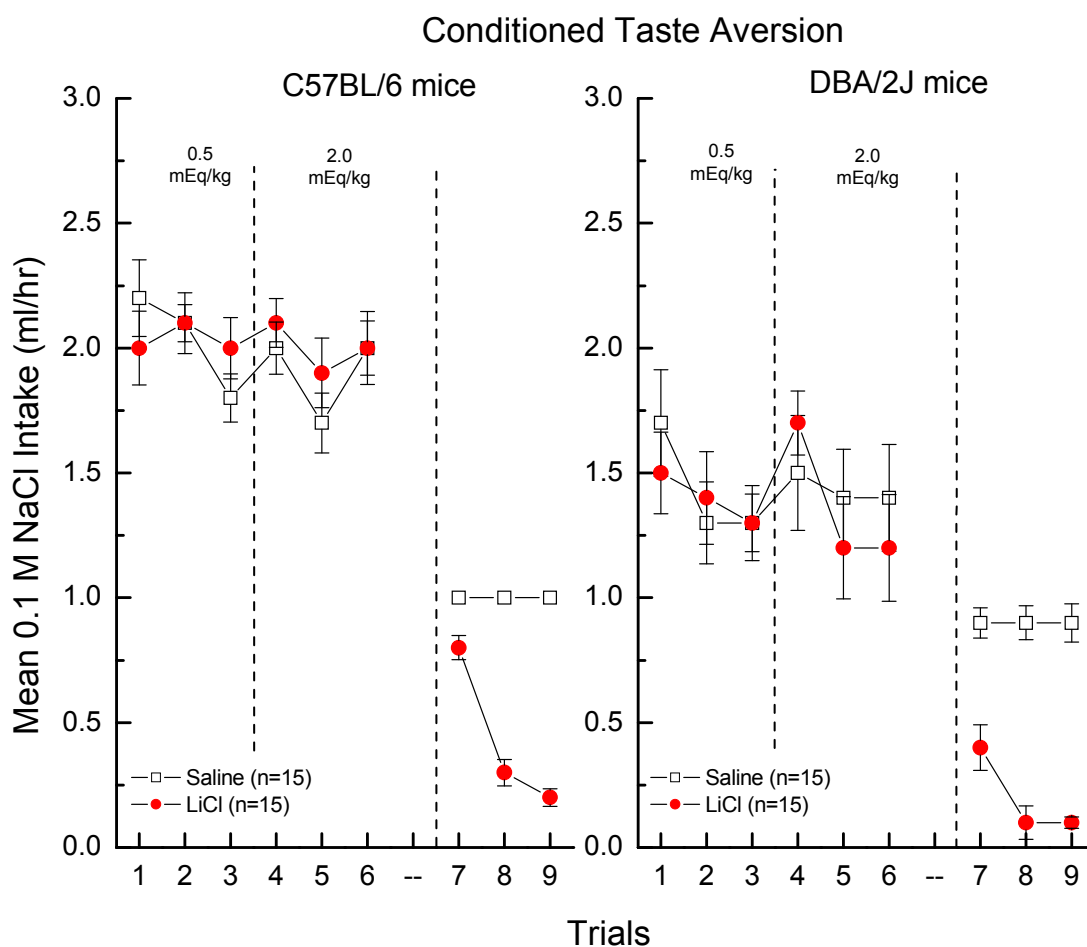 Conditioned Taste Aversion
C57BL/6 mice
DBA/2J mice
Mean 0.1 M NaCl Intake (ml/hr)
3.0
2.5
2.0
1.5
1.0
0.5
0.0
0.5
mEq/kg
2.0
mEq/kg
Saline (n=15)
LiCl (n=15)
1 2 3 4 5 6 -- 7 8 9
3.0
2.5
2.0
1.5
1.0
0.5
0.0
0.5
mEq/kg
2.0
mEq/kg
Saline (n=15)
LiCl (n=15)
1 2 3 4 5 6 -- 7 8 9
Trials